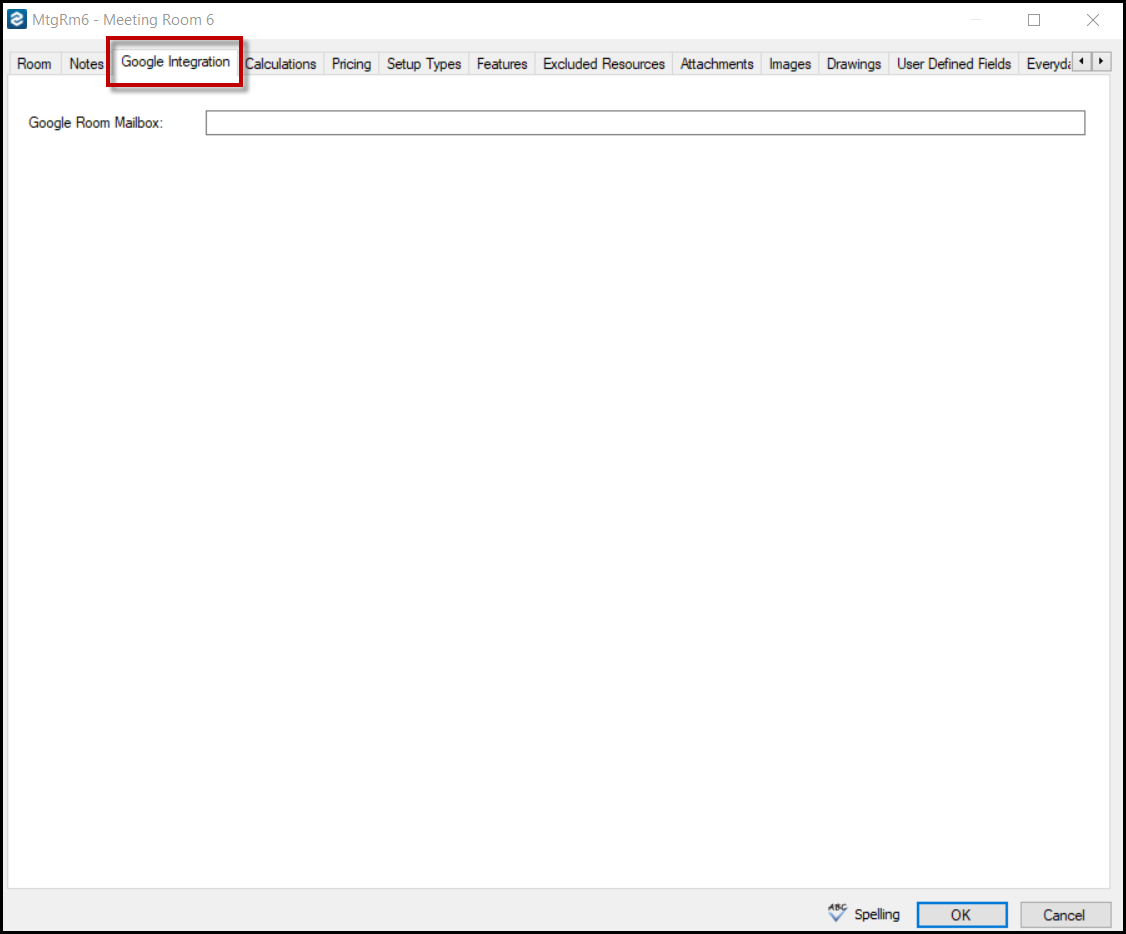 MtgRm6 - Meeting Room 6
Room Notes Google Integration Calculations Pricing Setup Types Features Excluded Resources Attachments Images Drawings User Defined Fields Everyda
Google Room Mailbox:
ABC Spelling OK Cancel